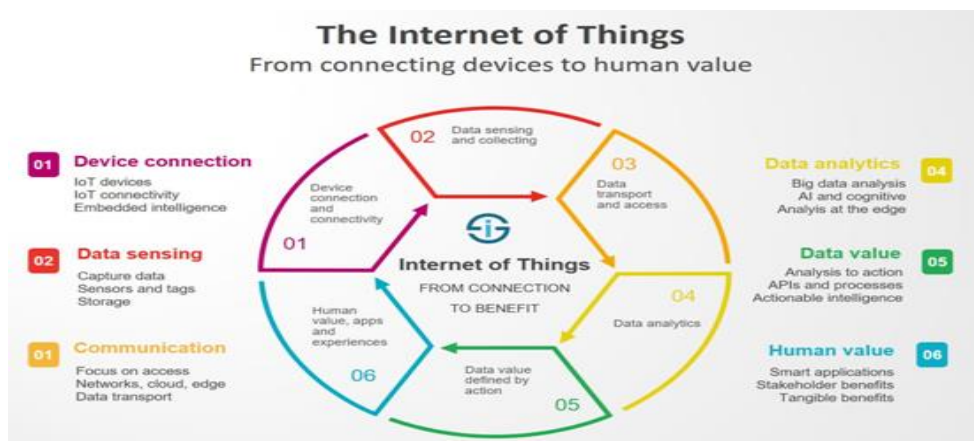 The Internet of Things
From connecting devices to human value
01
Device connection
IoT devices
IoT connectivity
Embedded intelligence
02
Data sensing
Capture data
Sensors and tags
Storage
01
Communication
Focus on access
Networks, cloud, edge
Data transport
02
Data sensing
and collecting
03
Data
transport
and access
Device
connection
and
connectivity
01
Internet of Things
FROM CONNECTION
TO BENEFIT
04
Data analytics
Human
value, apps
and
experiences
06
Data value
defined by
action
05
Data analytics
04
Big data analysis
AI and cognitive
Analyis at the edge
Data value
05
Analysis to action
APIs and processes
Actionable intelligence
Human value
06
Smart applications
Stakeholder benefits
Tangible benefits